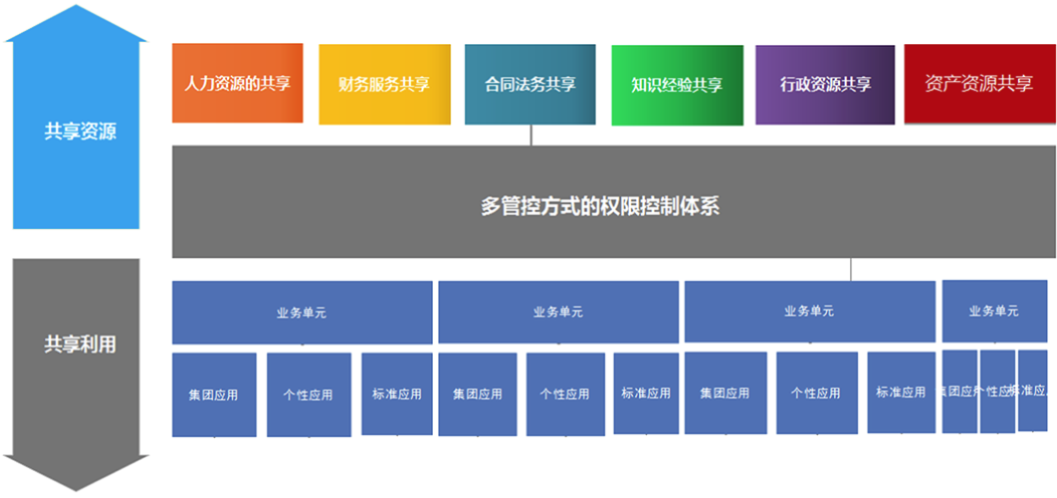 人力资源的共享
财务服务共享
合同法务共享
知识经验共享
行政资源共享
资产资源共享
共享资源
多管控方式的权限控制体系
共享利用
业务单元
业务单元
业务单元
业务单元
集团应用
个性应用
标准应用
集团应用
个性应用
标准应用
集团应用
个性应用
标准应用
集团应用
个性应
标准应